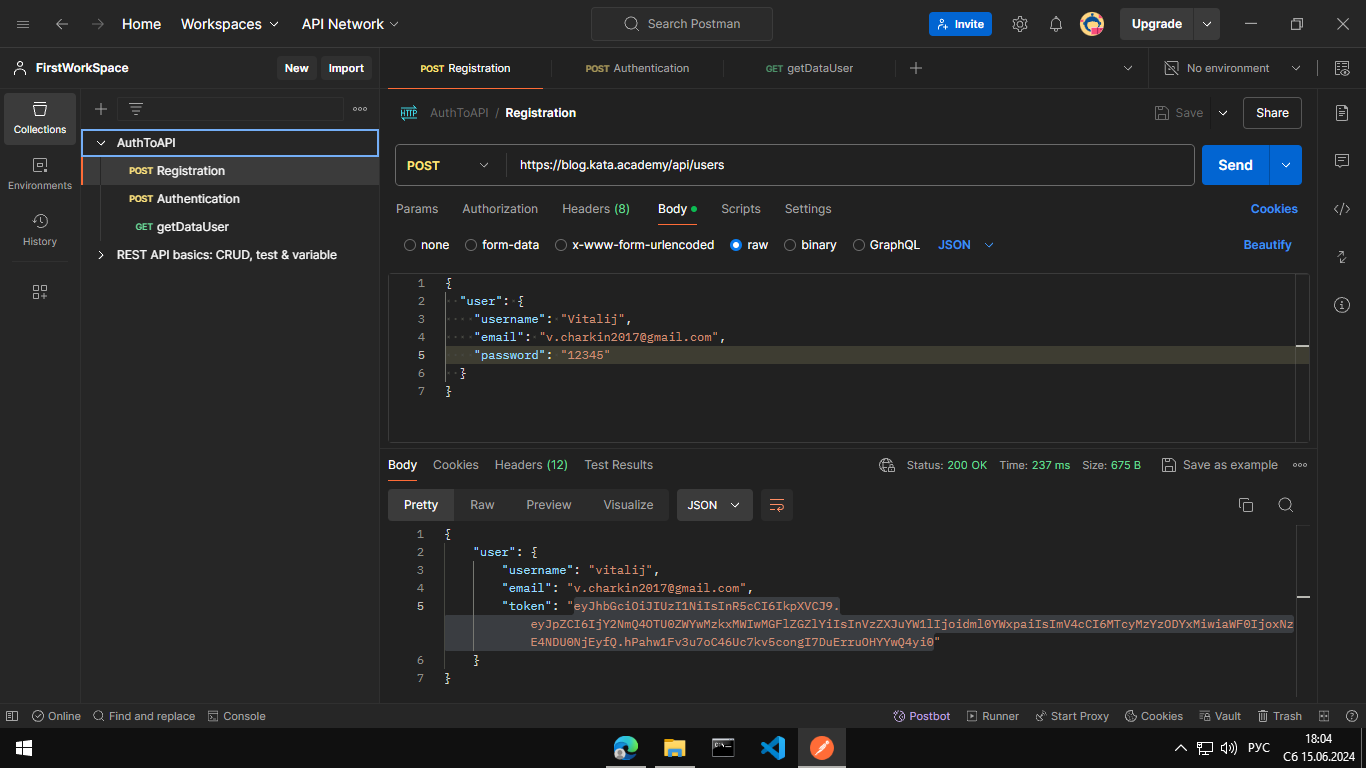 Home Workspaces API Network Search Postman Invite Upgrade
FirstWorkSpace New Import POST Registration POST Authentication GET getDataUser No environment
Collections
Environments
History
AuthToAPI
POST Registration
POST Authentication
GET getDataUser
REST API basics: CRUD, test & variable
HTTP AuthToAPI / Registration Save Share
POST https://blog.kata.academy/api/users Send
Params Authorization Headers (8) Body Scripts Settings Cookies
none form-data x-www-form-urlencoded raw binary GraphQL JSON Beautify
1 {
2 "user": {
3 "username": "Vitalij",
4 "email": "v.charkin2017@gmail.com",
5 "password": "12345"
6 }
7 }
Body Cookies Headers (12) Test Results Status: 200 OK Time: 237 ms Size: 675 B Save as example
Pretty Raw Preview Visualize JSON
1 {
2 "user": {
3 "username": "vitalij",
4 "email": "v.charkin2017@gmail.com",
5 "token": "eyJhbGciOiJIUzI1NiIsInR5cCI6IkpXVCJ9.
eyJpZCI6IjY2NmQ4OTU0ZWYwMzkxMWIwMGFlZGZlYiIsInVzZXJuYW1lIjoidml0YWxpaiIsImV4cCI6MTcyMzYzODYxMiwiaWF0IjoxNz
E4NDU0NjEyfQ.hPahw1Fv3u7oC46Uc7kv5congI7DuErruOHYYwQ4yi0"
6 }
7 }
Online Find and replace Console Postbot Runner Start Proxy Cookies Vault Trash
РУС 18:04
Сб 15.06.2024